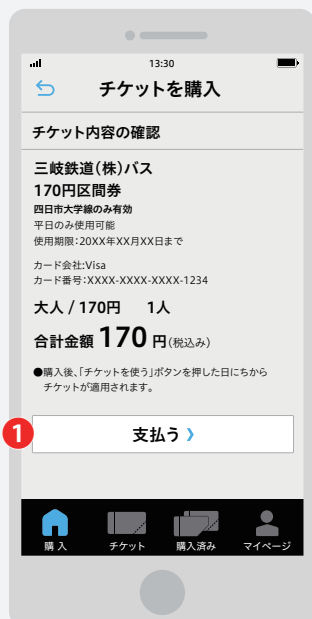 13:30
チケットを購入
チケット内容の確認
三岐鉄道(株)バス
170円区間券
四日市大学線のみ有効
平日のみ使用可能
使用期限:20XX年XX月XX日まで
カード会社:Visa
カード番号:XXXX-XXXX-XXXX-1234
大人 / 170円 1人
合計金額 170 円(税込み)
●購入後、「チケットを使う」ボタンを押した日にちから
チケットが適用されます。
1 支払う 》
購 入 チケット 購入済み マイページ